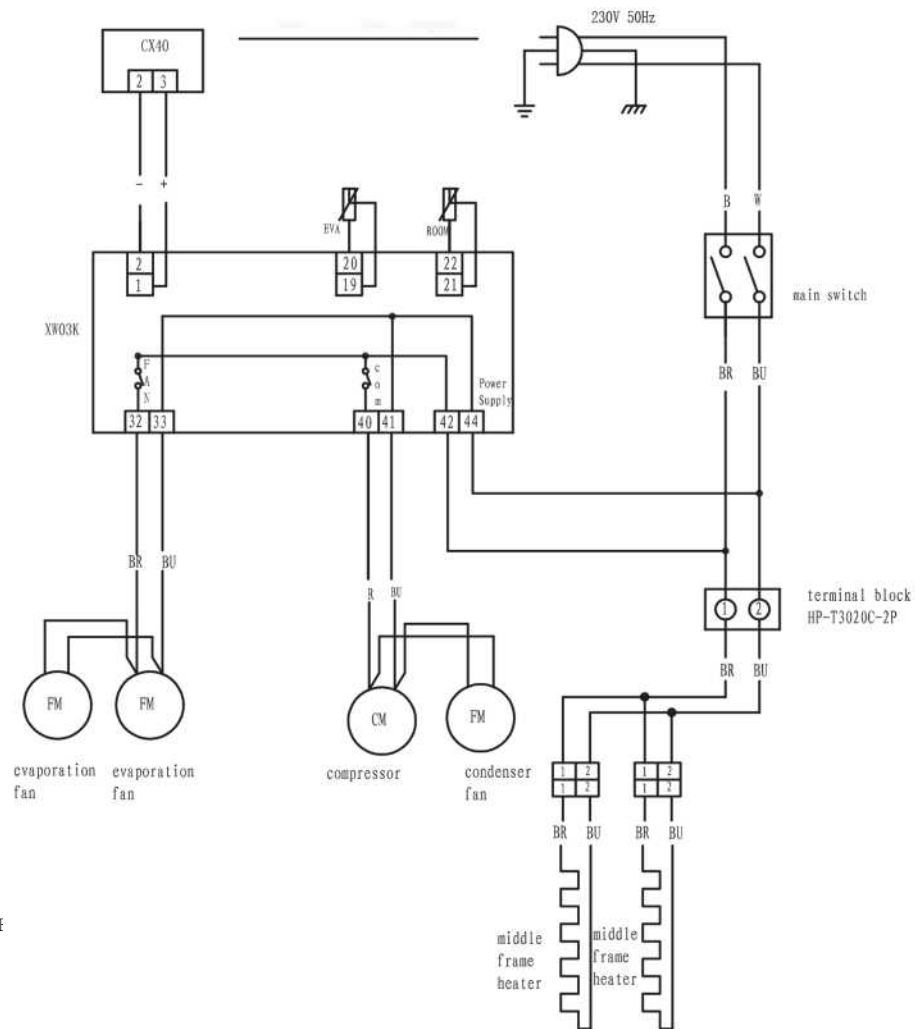 230V 50Hz
CX40
2 3
- +
B W
EVA
ROOM
2
1
20
19
22
21
main switch
XW03K
FAN
com
Power
Supply
BR BU
32 33
40 41
42 44
BR BU
R BU
terminal block
HP-T3020C-2P
1 2
BR BU
FM
FM
CM
FM
evaporation
fan
evaporation
fan
compressor
condenser
fan
1 2
1 2
1 2
1 2
BR BU
BR BU
middle
frame
heater
middle
frame
heater